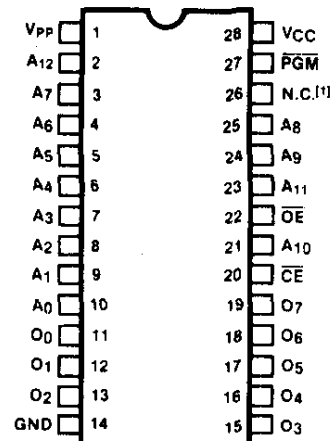 VPP 1 28 VCC
A12 2 27 PGM
A7 3 26 N.C.[1]
A6 4 25 A8
A5 5 24 A9
A4 6 23 A11
A3 7 22 OE
A2 8 21 A10
A1 9 20 CE
A0 10 19 O7
O0 11 18 O6
O1 12 17 O5
O2 13 16 O4
GND 14 15 O3